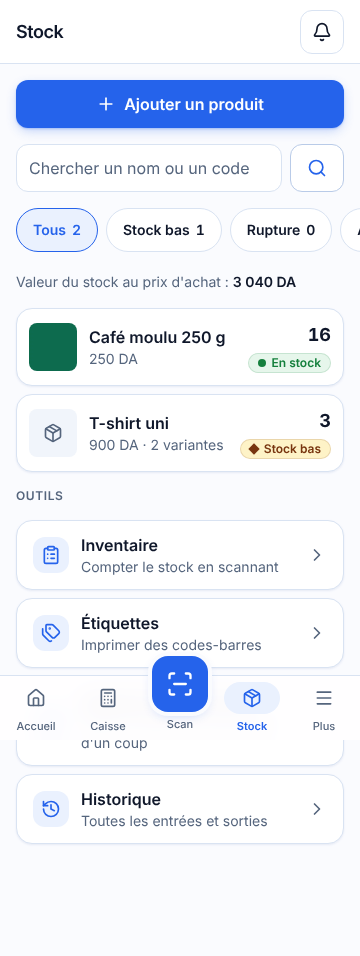 Stock
Ajouter un produit
Chercher un nom ou un code
Tous 2
Stock bas 1
Rupture 0
Valeur du stock au prix d'achat : 3 040 DA
Café moulu 250 g
16
250 DA
En stock
T-shirt uni
3
900 DA · 2 variantes
Stock bas
OUTILS
Inventaire
Compter le stock en scannant
Étiquettes
Imprimer des codes-barres
Accueil
Caisse
Scan
Stock
Plus
d'un coup
Historique
Toutes les entrées et sorties